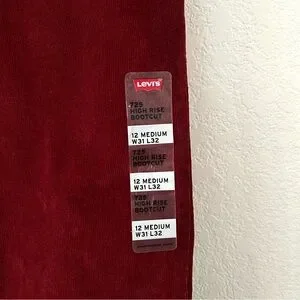 Levi's
725
HIGH RISE
BOOTCUT
12 MEDIUM
W31 L32
725
HIGH RISE
BOOTCUT
12 MEDIUM
W31 L32
725
HIGH RISE
BOOTCUT
12 MEDIUM
W31 L32